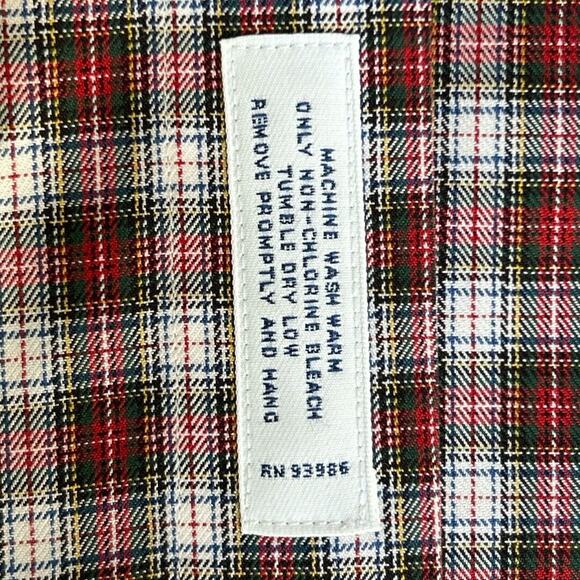 MACHINE WASH WARM
ONLY NON-CHLORINE BLEACH
TUMBLE DRY LOW
REMOVE PROMPTLY AND HANG
RN 93986